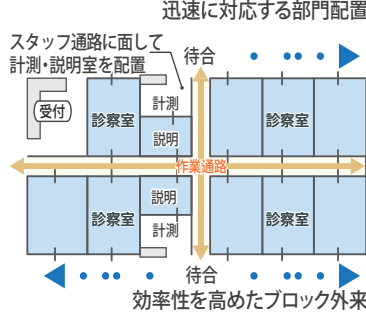 迅速に対応する部門配置
スタッフ通路に面して
計測・説明室を配置
待合
受付
計測
診察室
説明
診察室
作業通路
診察室
説明
計測
診察室
待合
効率性を高めたブロック外来